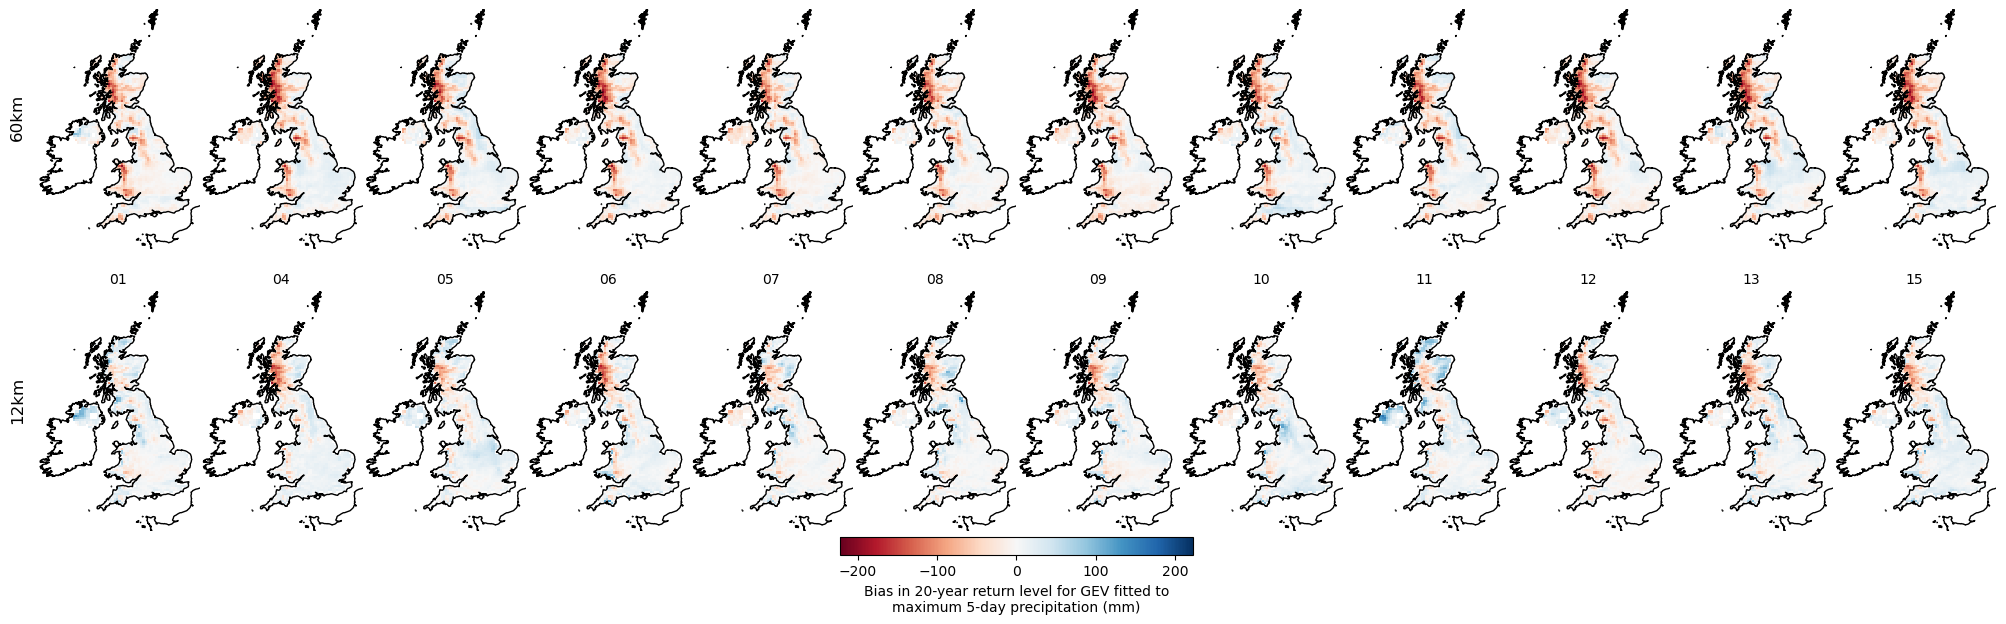 60km
01 04 05 06 07 08 09 10 11 12 13 15
12km
−200 −100 0 100 200
Bias in 20-year return level for GEV fitted to
maximum 5-day precipitation (mm)